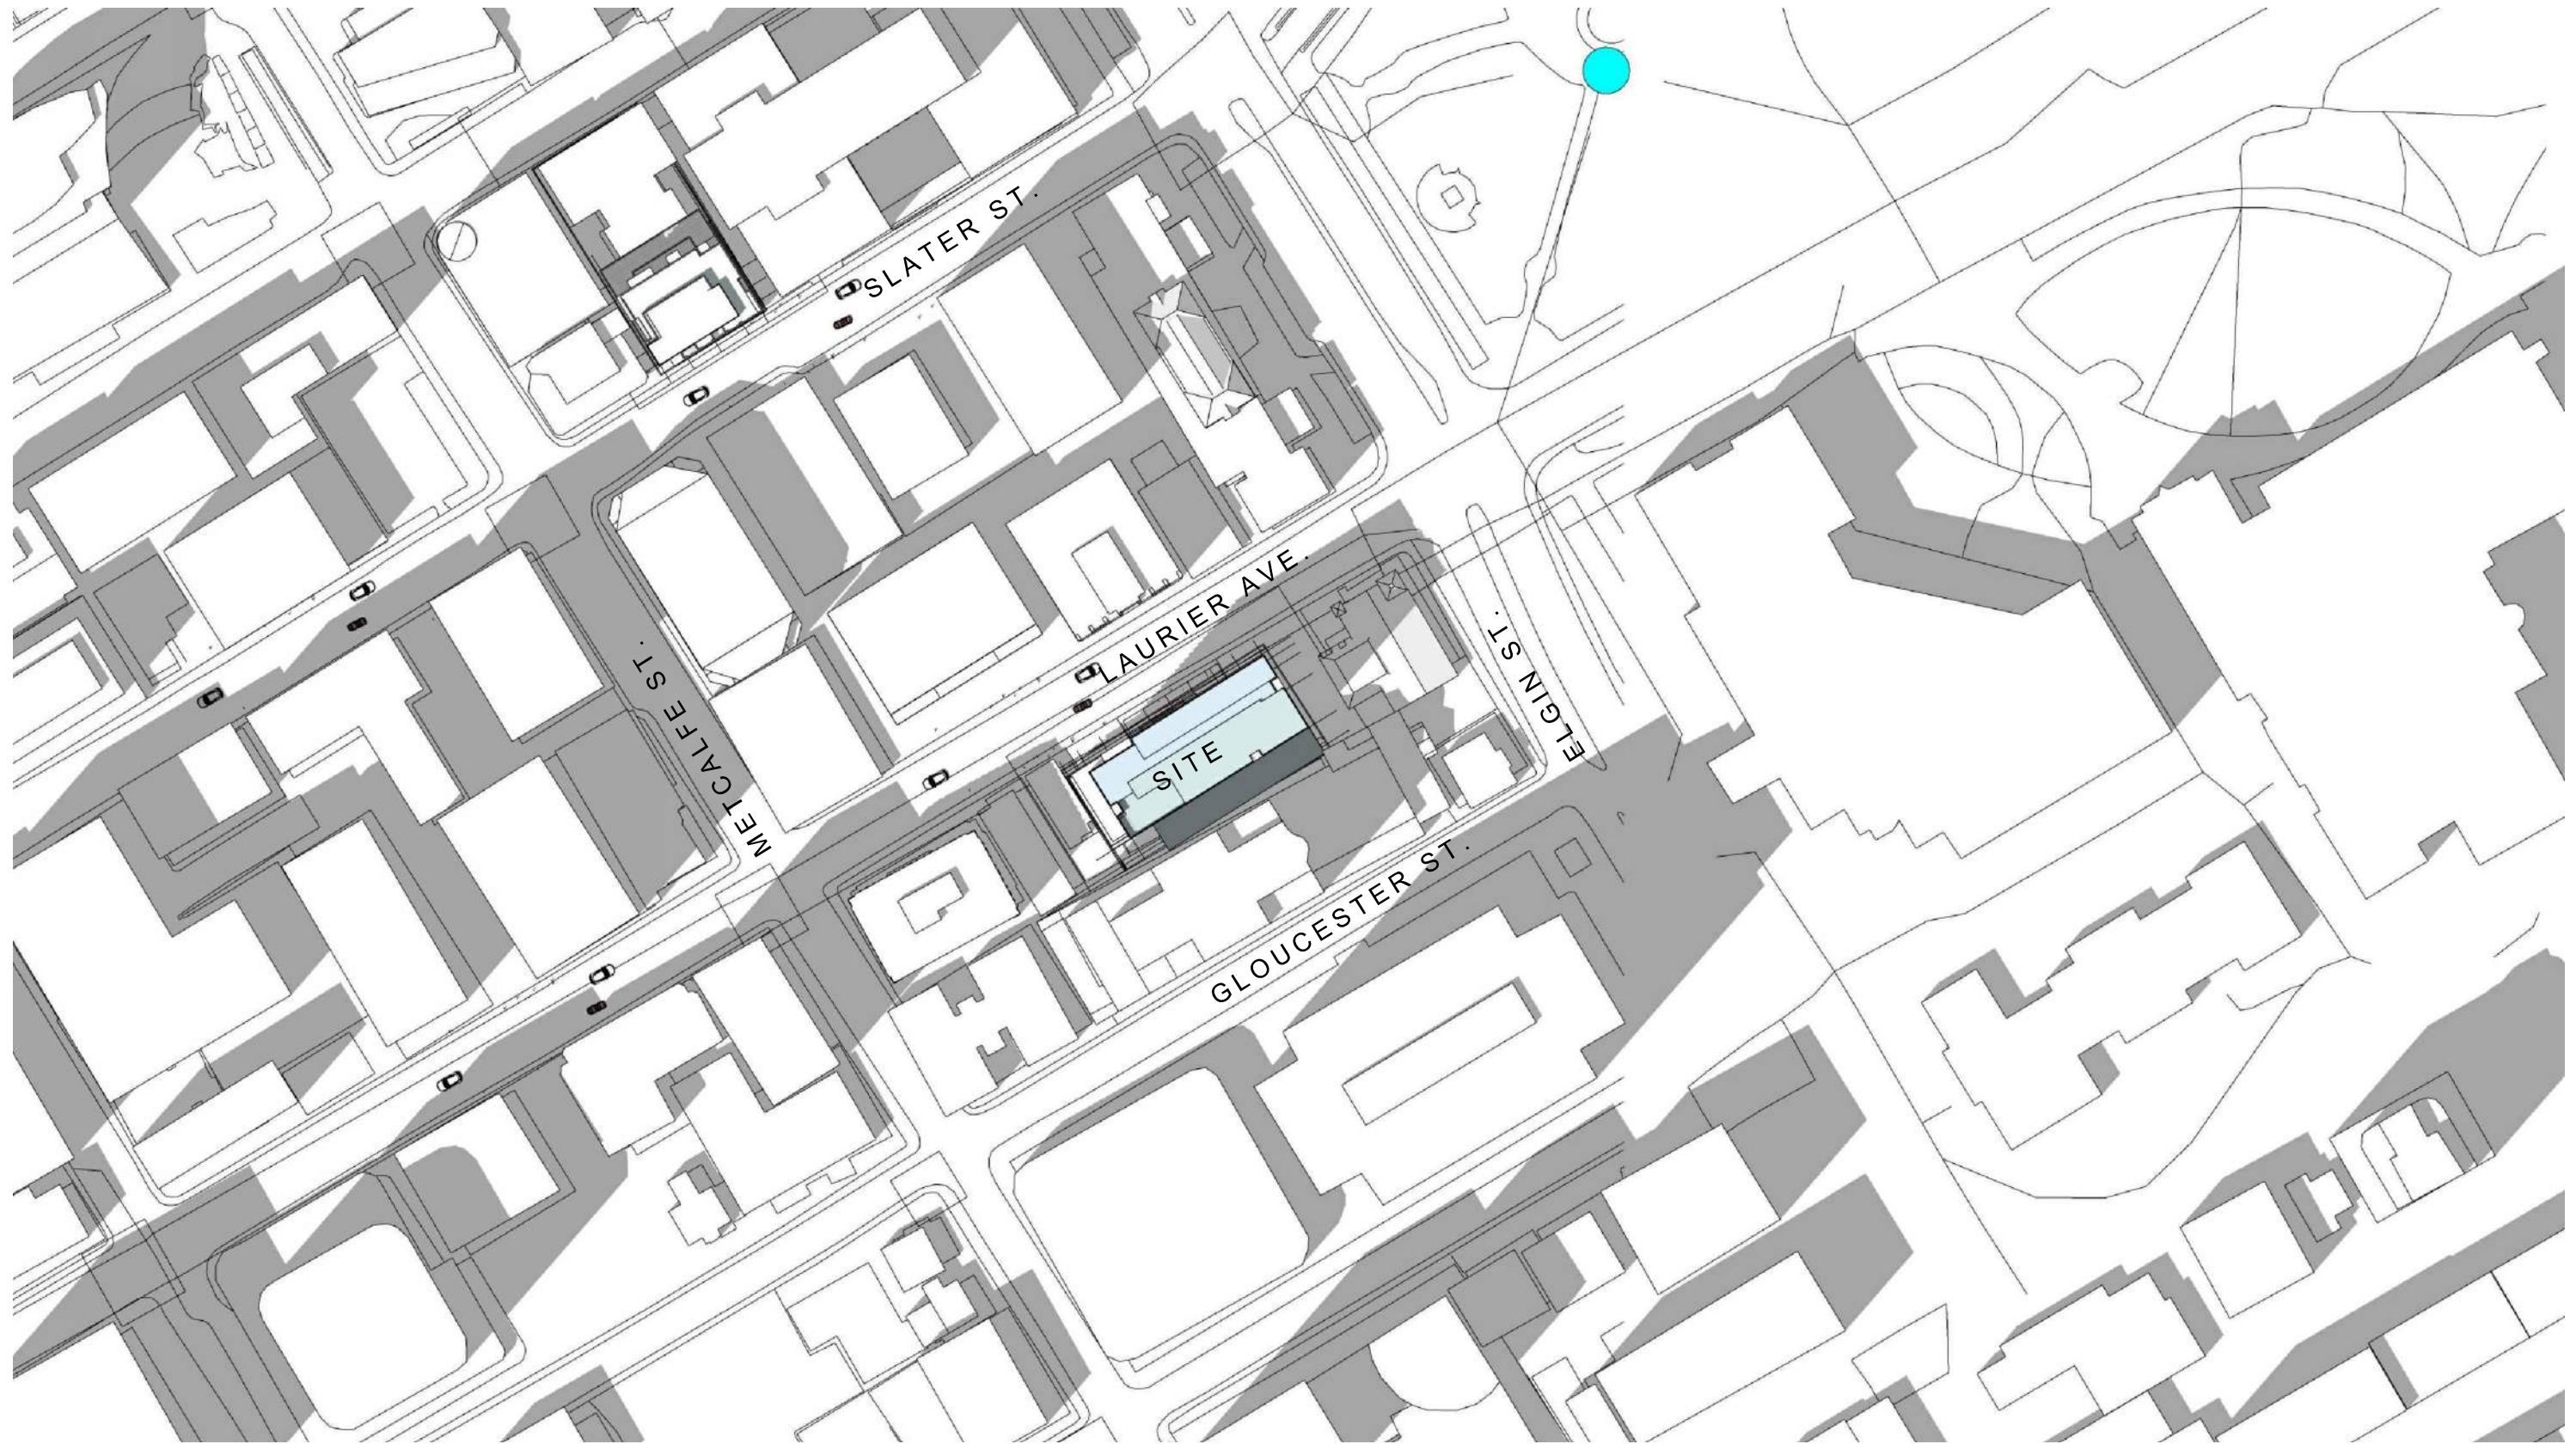 SLATER ST.
LAURIER AVE.
METCALFE ST.
ELGIN ST.
SITE
GLOUCESTER ST.